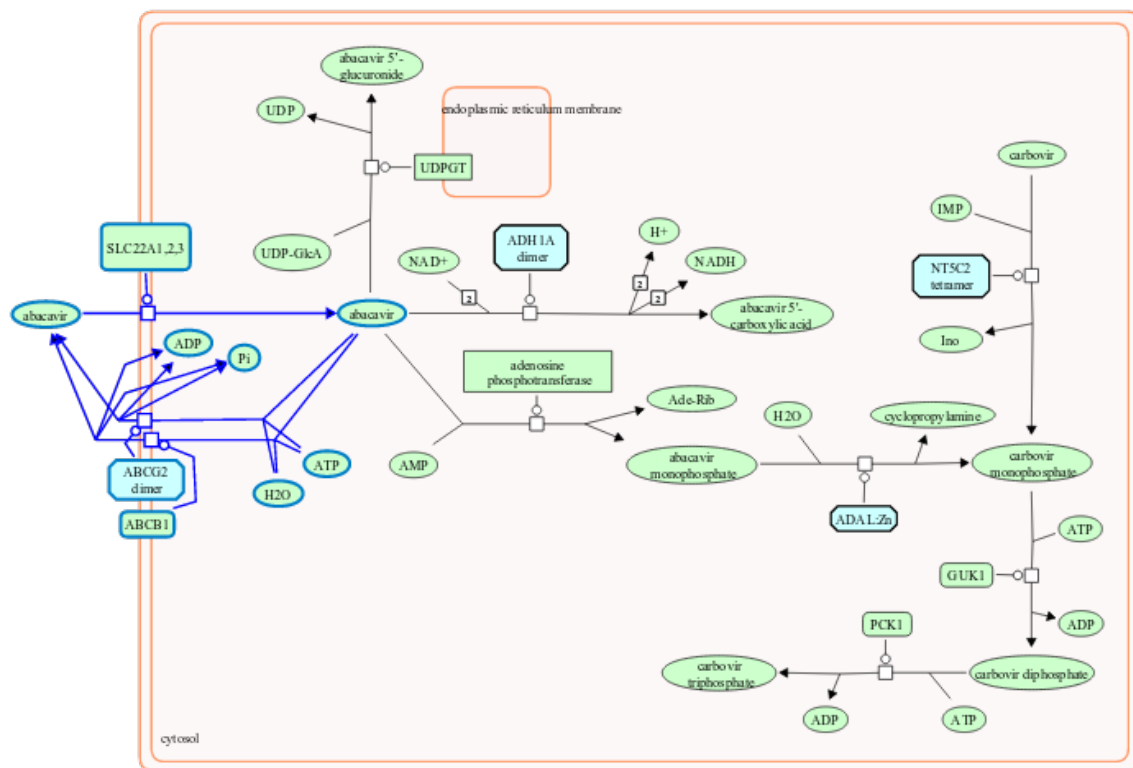 abacavir 5'-
glucuronide
UDP
endoplasmic reticulum membrane
UDPGT
carbovir
IMP
SLC22A1,2,3
UDP-GlcA
NAD+
ADH1A
dimer
H+
NADH
NT5C2
tetramer
2
2
2
abacavir
abacavir
abacavir 5'-
carboxylic acid
Ino
ADP
Pi
adenosine
phosphotransferase
Ade-Rib
H2O
cyclopropylamine
AMP
abacavir
monophosphate
carbovir
monophosphate
ATP
H2O
ABCG2
dimer
ABCB1
ADAL:Zn
ATP
GUK1
PCK1
ADP
carbovir
triphosphate
carbovir diphosphate
ADP
ATP
cytosol